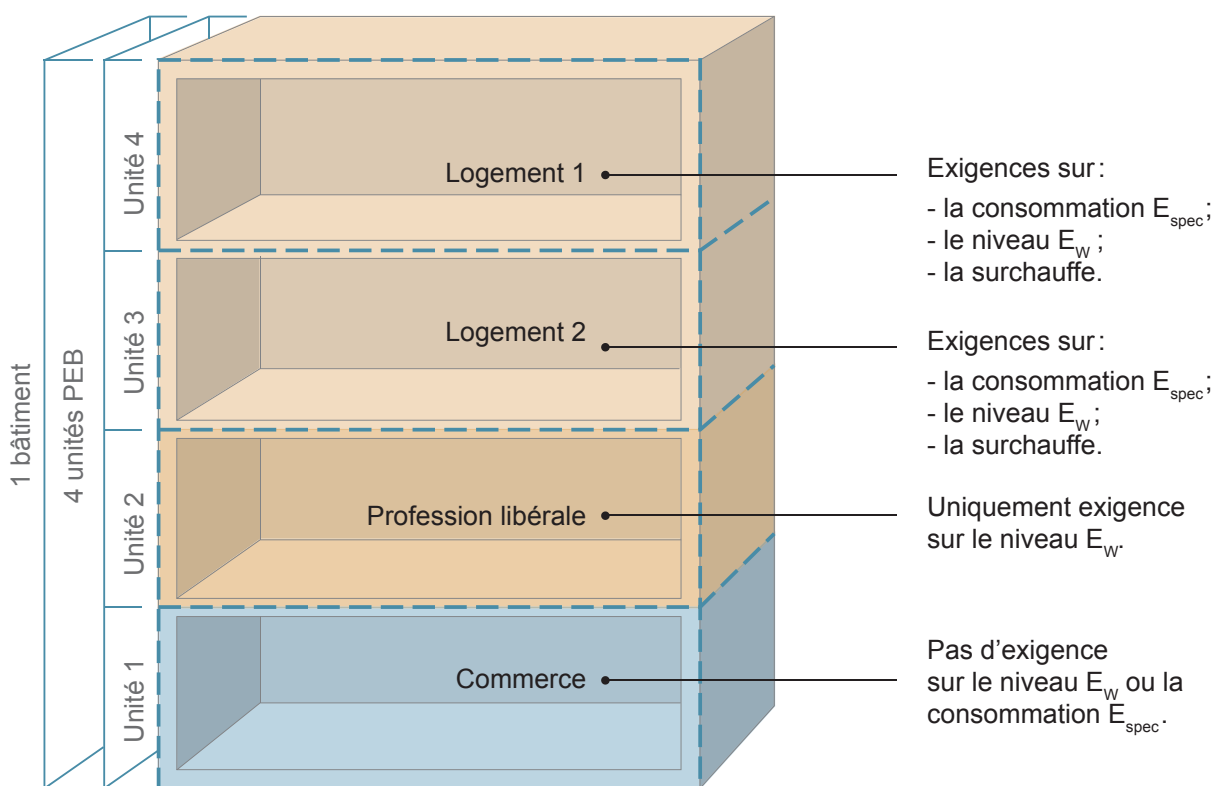 1 bâtiment
4 unités PEB
Unité 4
Logement 1
Exigences sur :
- la consommation Espec ;
- le niveau EW ;
- la surchauffe.
Unité 3
Logement 2
Exigences sur :
- la consommation Espec ;
- le niveau EW ;
- la surchauffe.
Unité 2
Profession libérale
Uniquement exigence
sur le niveau EW.
Unité 1
Commerce
Pas d’exigence
sur le niveau EW ou la
consommation Espec.